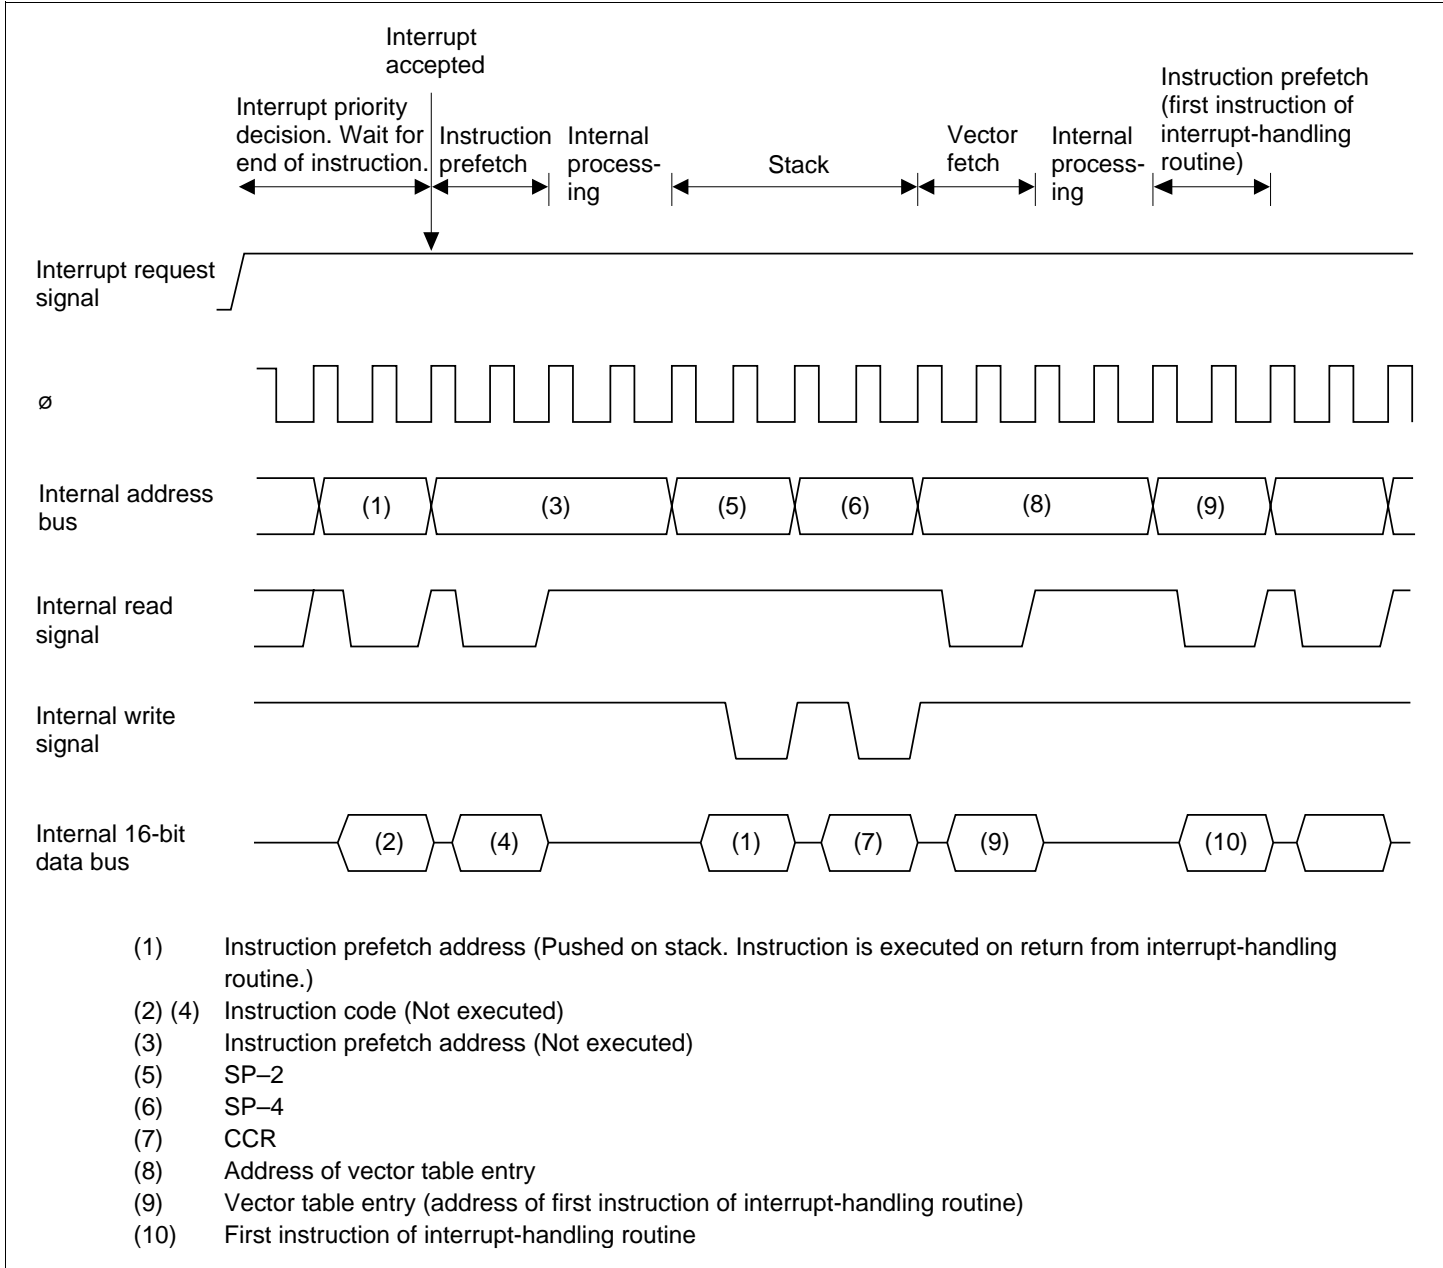 Interrupt
accepted
Interrupt priority
decision. Wait for
end of instruction.
Instruction
prefetch
Internal
process-
ing
Stack
Vector
fetch
Internal
process-
ing
Instruction prefetch
(first instruction of
interrupt-handling
routine)
Interrupt request
signal
ø
Internal address
bus
(1)
(3)
(5)
(6)
(8)
(9)
Internal read
signal
Internal write
signal
Internal 16-bit
data bus
(2)
(4)
(1)
(7)
(9)
(10)
(1) Instruction prefetch address (Pushed on stack. Instruction is executed on return from interrupt-handling
routine.)
(2) (4) Instruction code (Not executed)
(3) Instruction prefetch address (Not executed)
(5) SP–2
(6) SP–4
(7) CCR
(8) Address of vector table entry
(9) Vector table entry (address of first instruction of interrupt-handling routine)
(10) First instruction of interrupt-handling routine